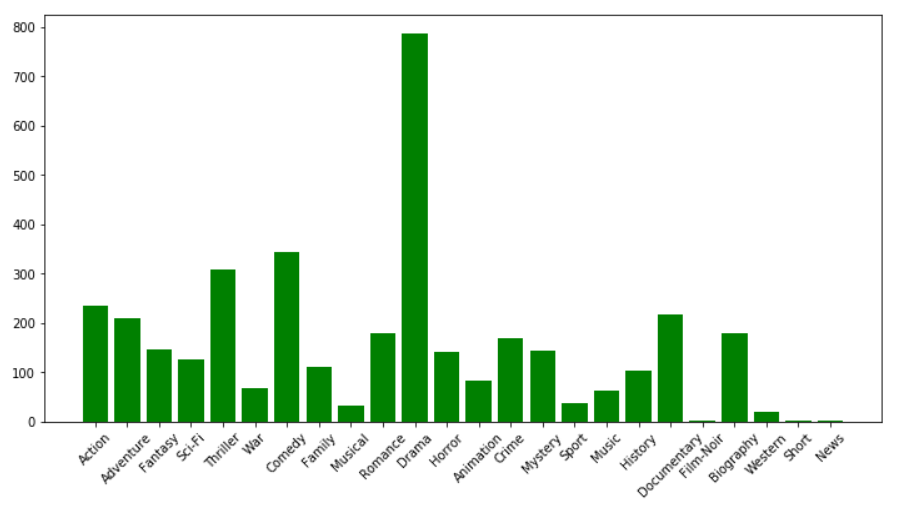 800
700
600
500
400
300
200
100
0
Action
Adventure
Fantasy
Sci-Fi
Thriller
War
Comedy
Family
Musical
Romance
Drama
Horror
Animation
Crime
Mystery
Sport
Music
History
Documentary
Film-Noir
Biography
Western
Short
News